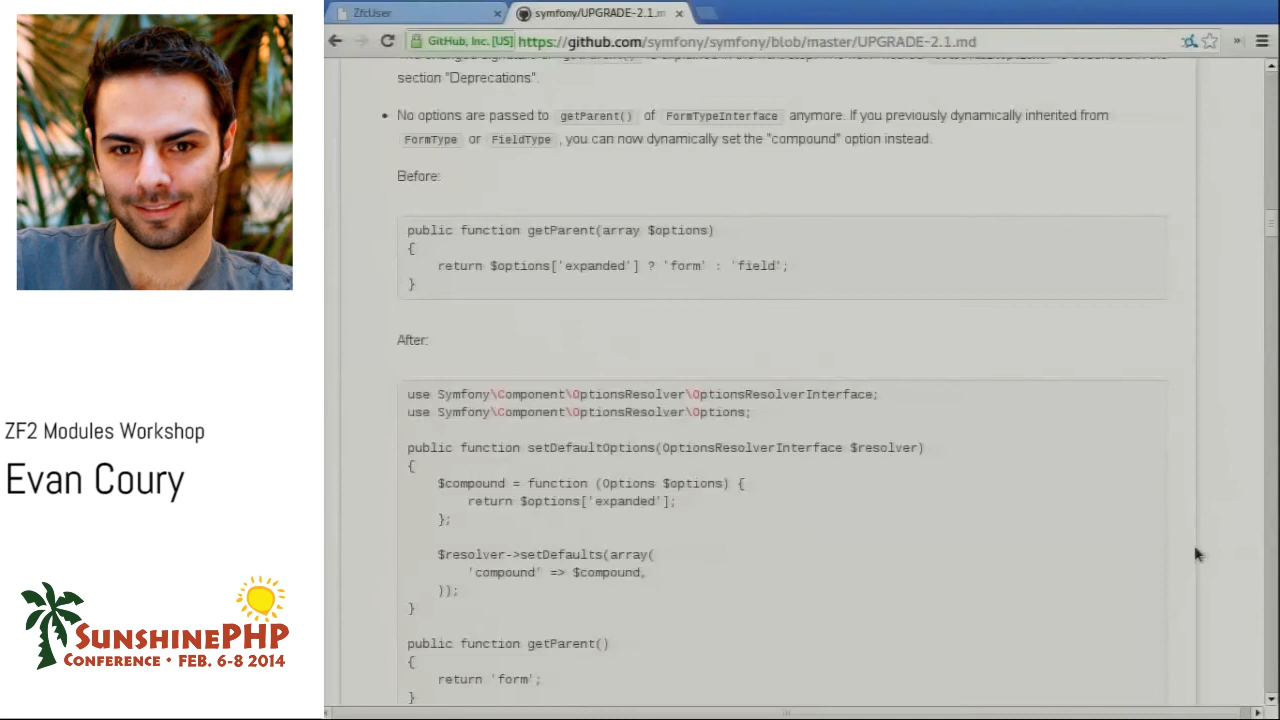 ZfcUser
symfony/UPGRADE-2.1.m
GitHub, Inc. [US] https://github.com/symfony/symfony/blob/master/UPGRADE-2.1.md
section "Deprecations".
No options are passed to getParent() of FormTypeInterface anymore. If you previously dynamically inherited from
FormType or FieldType , you can now dynamically set the "compound" option instead.
Before:
public function getParent(array $options)
{
return $options['expanded'] ? 'form' : 'field';
}
After:
use Symfony\Component\OptionsResolver\OptionsResolverInterface;
use Symfony\Component\OptionsResolver\Options;
public function setDefaultOptions(OptionsResolverInterface $resolver)
{
$compound = function (Options $options) {
return $options['expanded'];
};
$resolver->setDefaults(array(
'compound' => $compound,
));
}
public function getParent()
{
return 'form';
}
ZF2 Modules Workshop
Evan Coury
SUNSHINEPHP
CONFERENCE • FEB. 6-8 2014